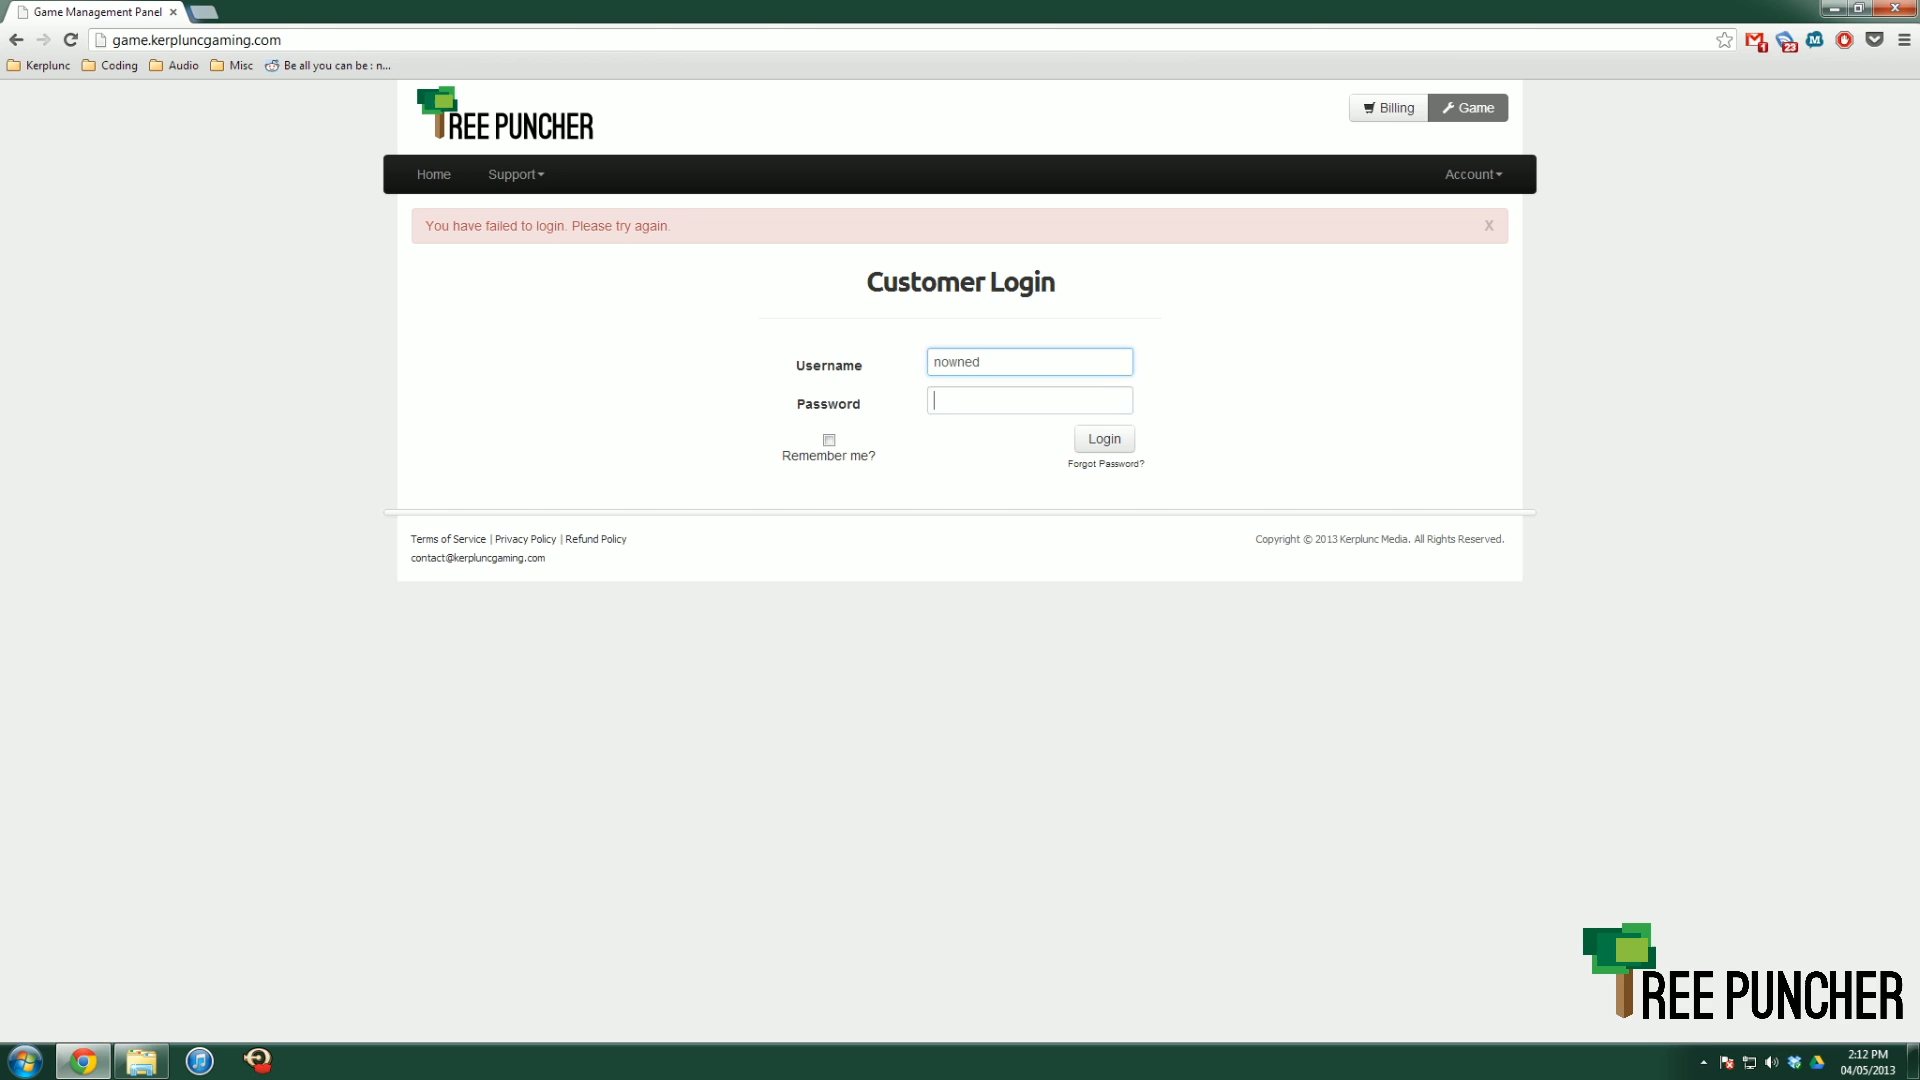 Game Management Panel
game.kerpluncgaming.com
1
23
M
Kerplunc
Coding
Audio
Misc
Be all you can be : n...
REE PUNCHER
Billing
Game
Home
Support
Account
You have failed to login. Please try again.
X
Customer Login
Username
nowned
Password
Remember me?
Login
Forgot Password?
Terms of Service | Privacy Policy | Refund Policy
Copyright © 2013 Kerplunc Media. All Rights Reserved.
contact@kerpluncgaming.com
REE PUNCHER
2:12 PM
04/05/2013